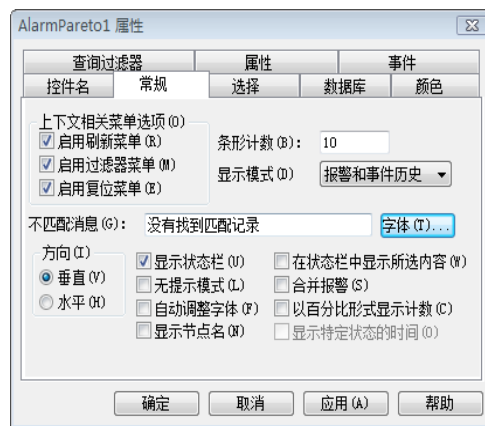 AlarmPareto1 属性
查询过滤器 属性 事件
控件名 常规 选择 数据库 颜色
上下文相关菜单选项(O)
启用刷新菜单(R)
启用过滤器菜单(M)
启用复位菜单(E)
条形计数(B): 10
显示模式(D) 报警和事件历史
不匹配消息(G): 没有找到匹配记录 字体(T)...
方向(I)
垂直(V)
水平(H)
显示状态栏(U)
无提示模式(L)
自动调整字体(F)
显示节点名(N)
在状态栏中显示所选内容(W)
合并报警(S)
以百分比形式显示计数(C)
显示特定状态的时间(O)
确定 取消 应用(A) 帮助